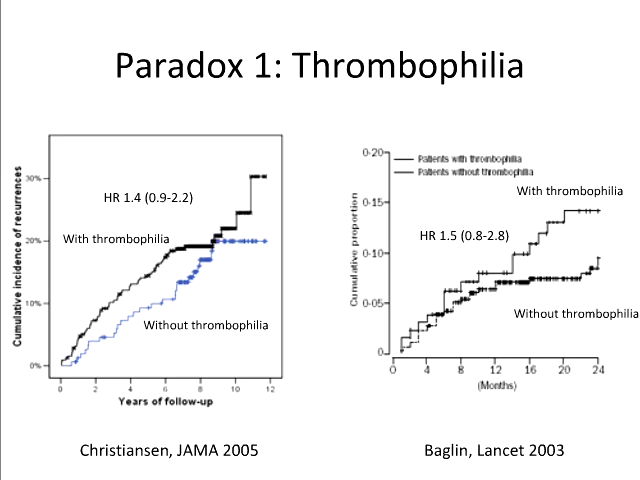 Paradox 1: Thrombophilia
Cumulative incidence of recurrences
30%
20%
10%
0%
HR 1.4 (0.9-2.2)
With thrombophilia
Without thrombophilia
0 2 4 6 8 10 12
Years of follow-up
Christiansen, JAMA 2005
Cumulative proportion
0·20
0·15
0·10
0·05
0
Patients with thrombophilia
Patients without thrombophilia
With thrombophilia
HR 1.5 (0.8-2.8)
Without thrombophilia
0 4 8 12 16 20 24
(Months)
Baglin, Lancet 2003